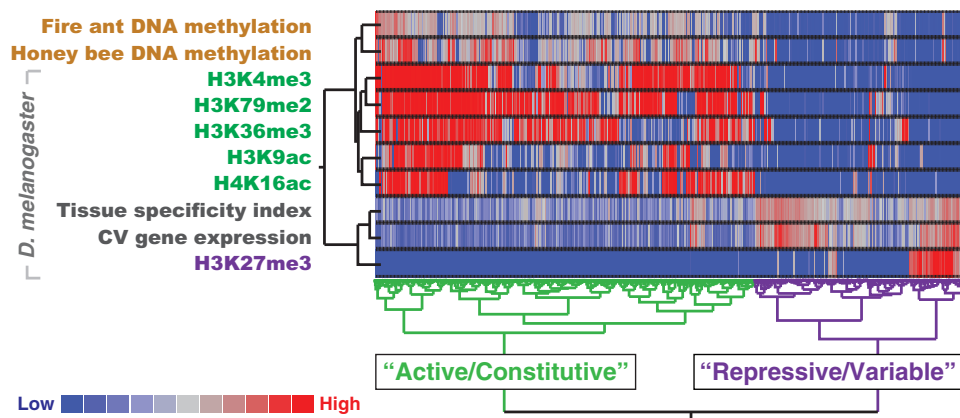 Fire ant DNA methylation
Honey bee DNA methylation
D. melanogaster
H3K4me3
H3K79me2
H3K36me3
H3K9ac
H4K16ac
Tissue specificity index
CV gene expression
H3K27me3
“Active/Constitutive”
“Repressive/Variable”
Low
High